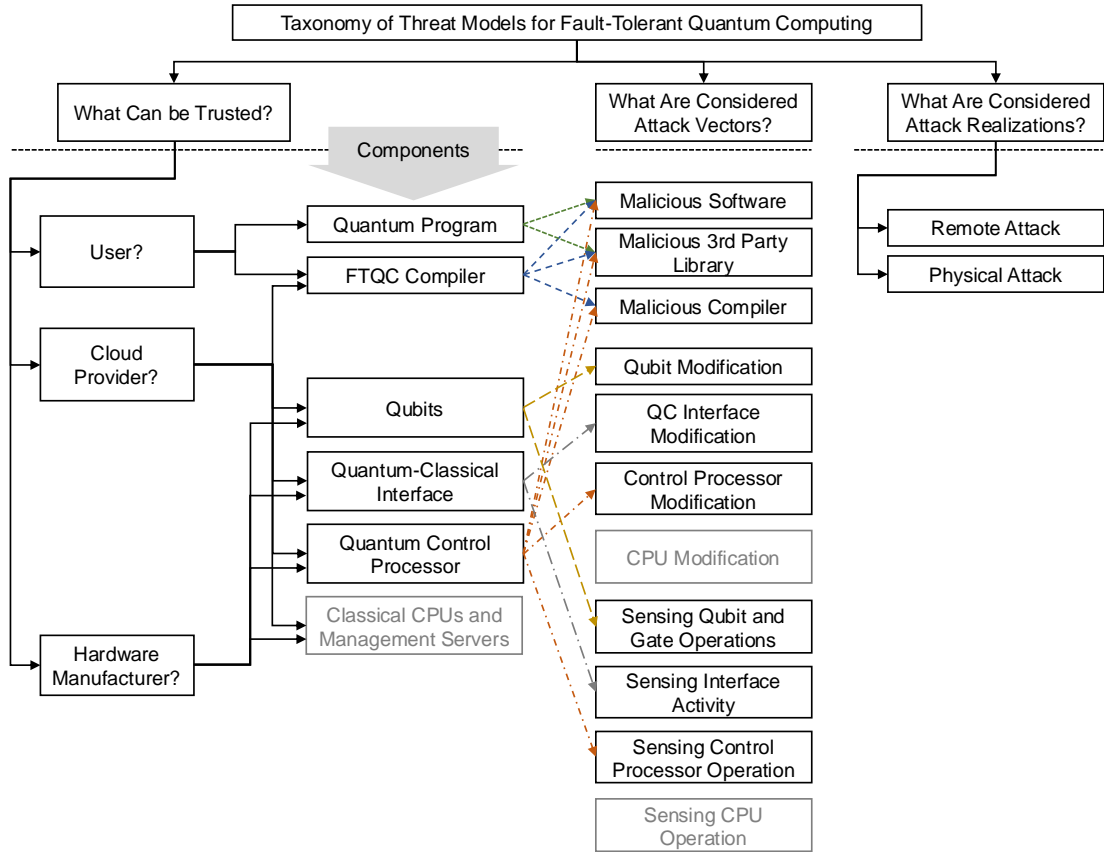 Taxonomy of Threat Models for Fault-Tolerant Quantum Computing
What Can be Trusted?
What Are Considered
Attack Vectors?
What Are Considered
Attack Realizations?
Components
User?
Cloud
Provider?
Hardware
Manufacturer?
Quantum Program
FTQC Compiler
Qubits
Quantum-Classical
Interface
Quantum Control
Processor
Classical CPUs and
Management Servers
Malicious Software
Malicious 3rd Party
Library
Malicious Compiler
Qubit Modification
QC Interface
Modification
Control Processor
Modification
CPU Modification
Sensing Qubit and
Gate Operations
Sensing Interface
Activity
Sensing Control
Processor Operation
Sensing CPU
Operation
Remote Attack
Physical Attack